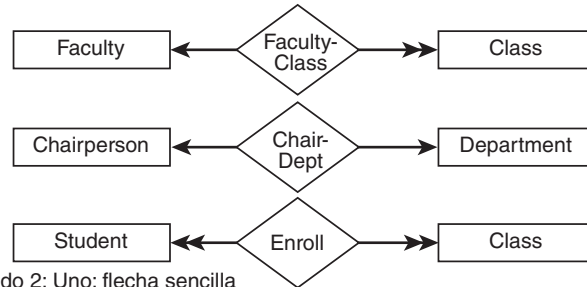 Faculty
Faculty-
Class
Class
Chairperson
Chair-
Dept
Department
Student
Enroll
Class
do 2: Uno: flecha sencilla